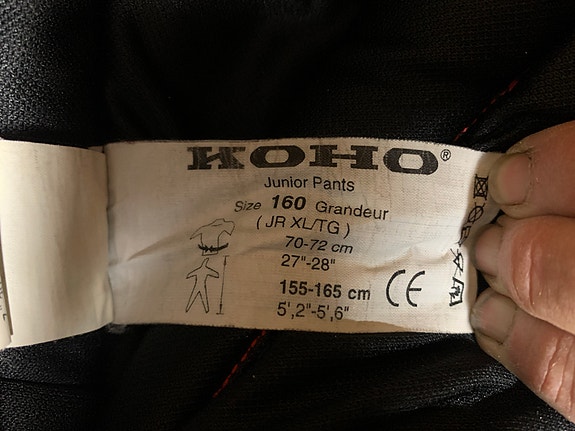 KOHO®
Junior Pants
Size 160 Grandeur
( JR XL/TG )
70-72 cm
27"-28"
155-165 cm
5',2"-5',6"
CE